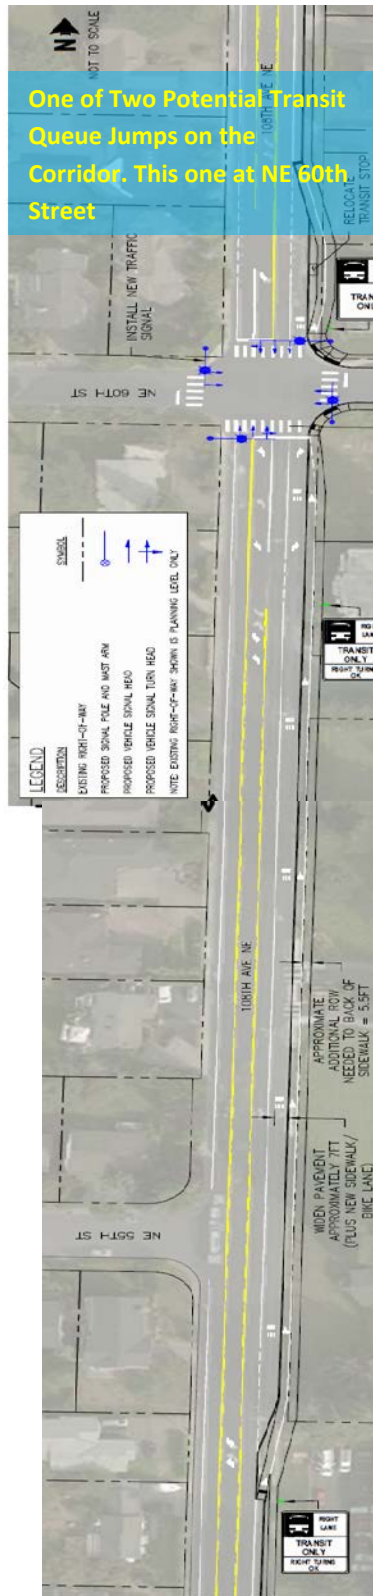 N
NOT TO SCALE
One of Two Potential Transit
Queue Jumps on the
Corridor. This one at NE 60th
Street
108TH AVE NE
RELOCATE
TRANSIT STOP
INSTALL NEW TRAFFIC
SIGNAL
ONLY
NE 60TH ST
LEGEND
DESCRIPTION
SYMBOL
EXISTING RIGHT-OF-WAY
PROPOSED SIGNAL POLE AND MAST ARM
PROPOSED VEHICLE SIGNAL HEAD
PROPOSED VEHICLE SIGNAL TURN HEAD
NOTE: EXISTING RIGHT-OF-WAY SHOWN IS PLANNING LEVEL ONLY
TRANSIT
ONLY
RIGHT TURNS
OK
108TH AVE NE
APPROXIMATE
ADDITIONAL ROW
NEEDED TO BACK OF
SIDEWALK = 5.5FT
WIDEN PAVEMENT
APPROXIMATELY 7FT
(PLUS NEW SIDEWALK/
BIKE LANE)
NE 55TH ST
RIGHT
LANE
TRANSIT
ONLY
RIGHT TURNS
OK